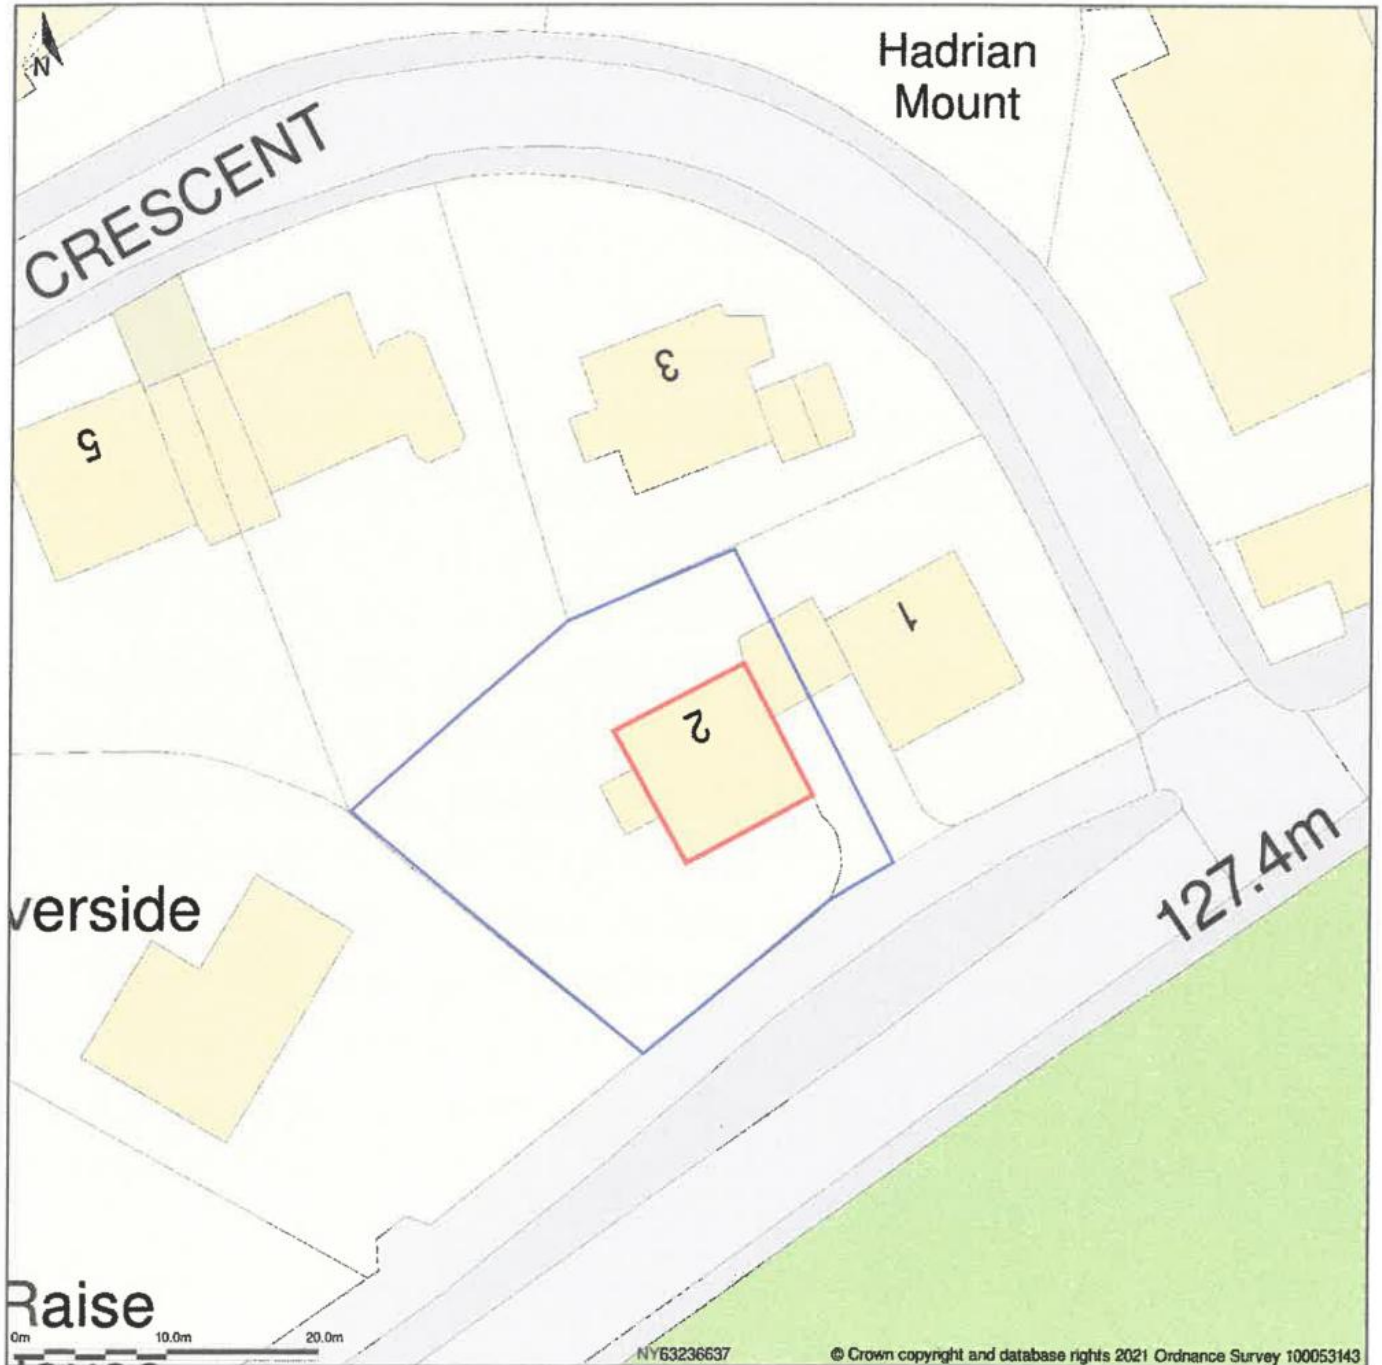 N
Hadrian
Mount
CRESCENT
3
5
1
2
verside
127.4m
Raise
0m 10.0m 20.0m
NY63236637
© Crown copyright and database rights 2021 Ordnance Survey 100053143